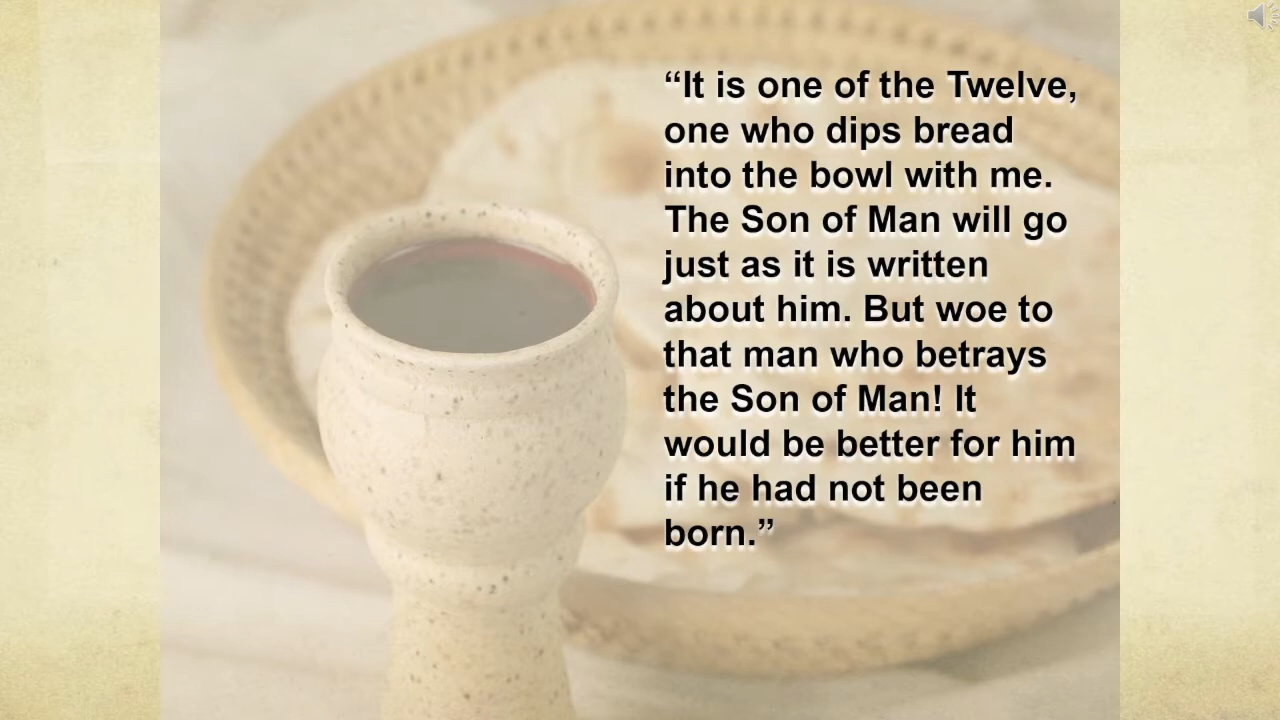 “It is one of the Twelve,
one who dips bread
into the bowl with me.
The Son of Man will go
just as it is written
about him. But woe to
that man who betrays
the Son of Man! It
would be better for him
if he had not been
born.”